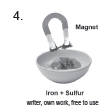 4.
Magnet
Iron + Sulfur
writer, own work, free to use